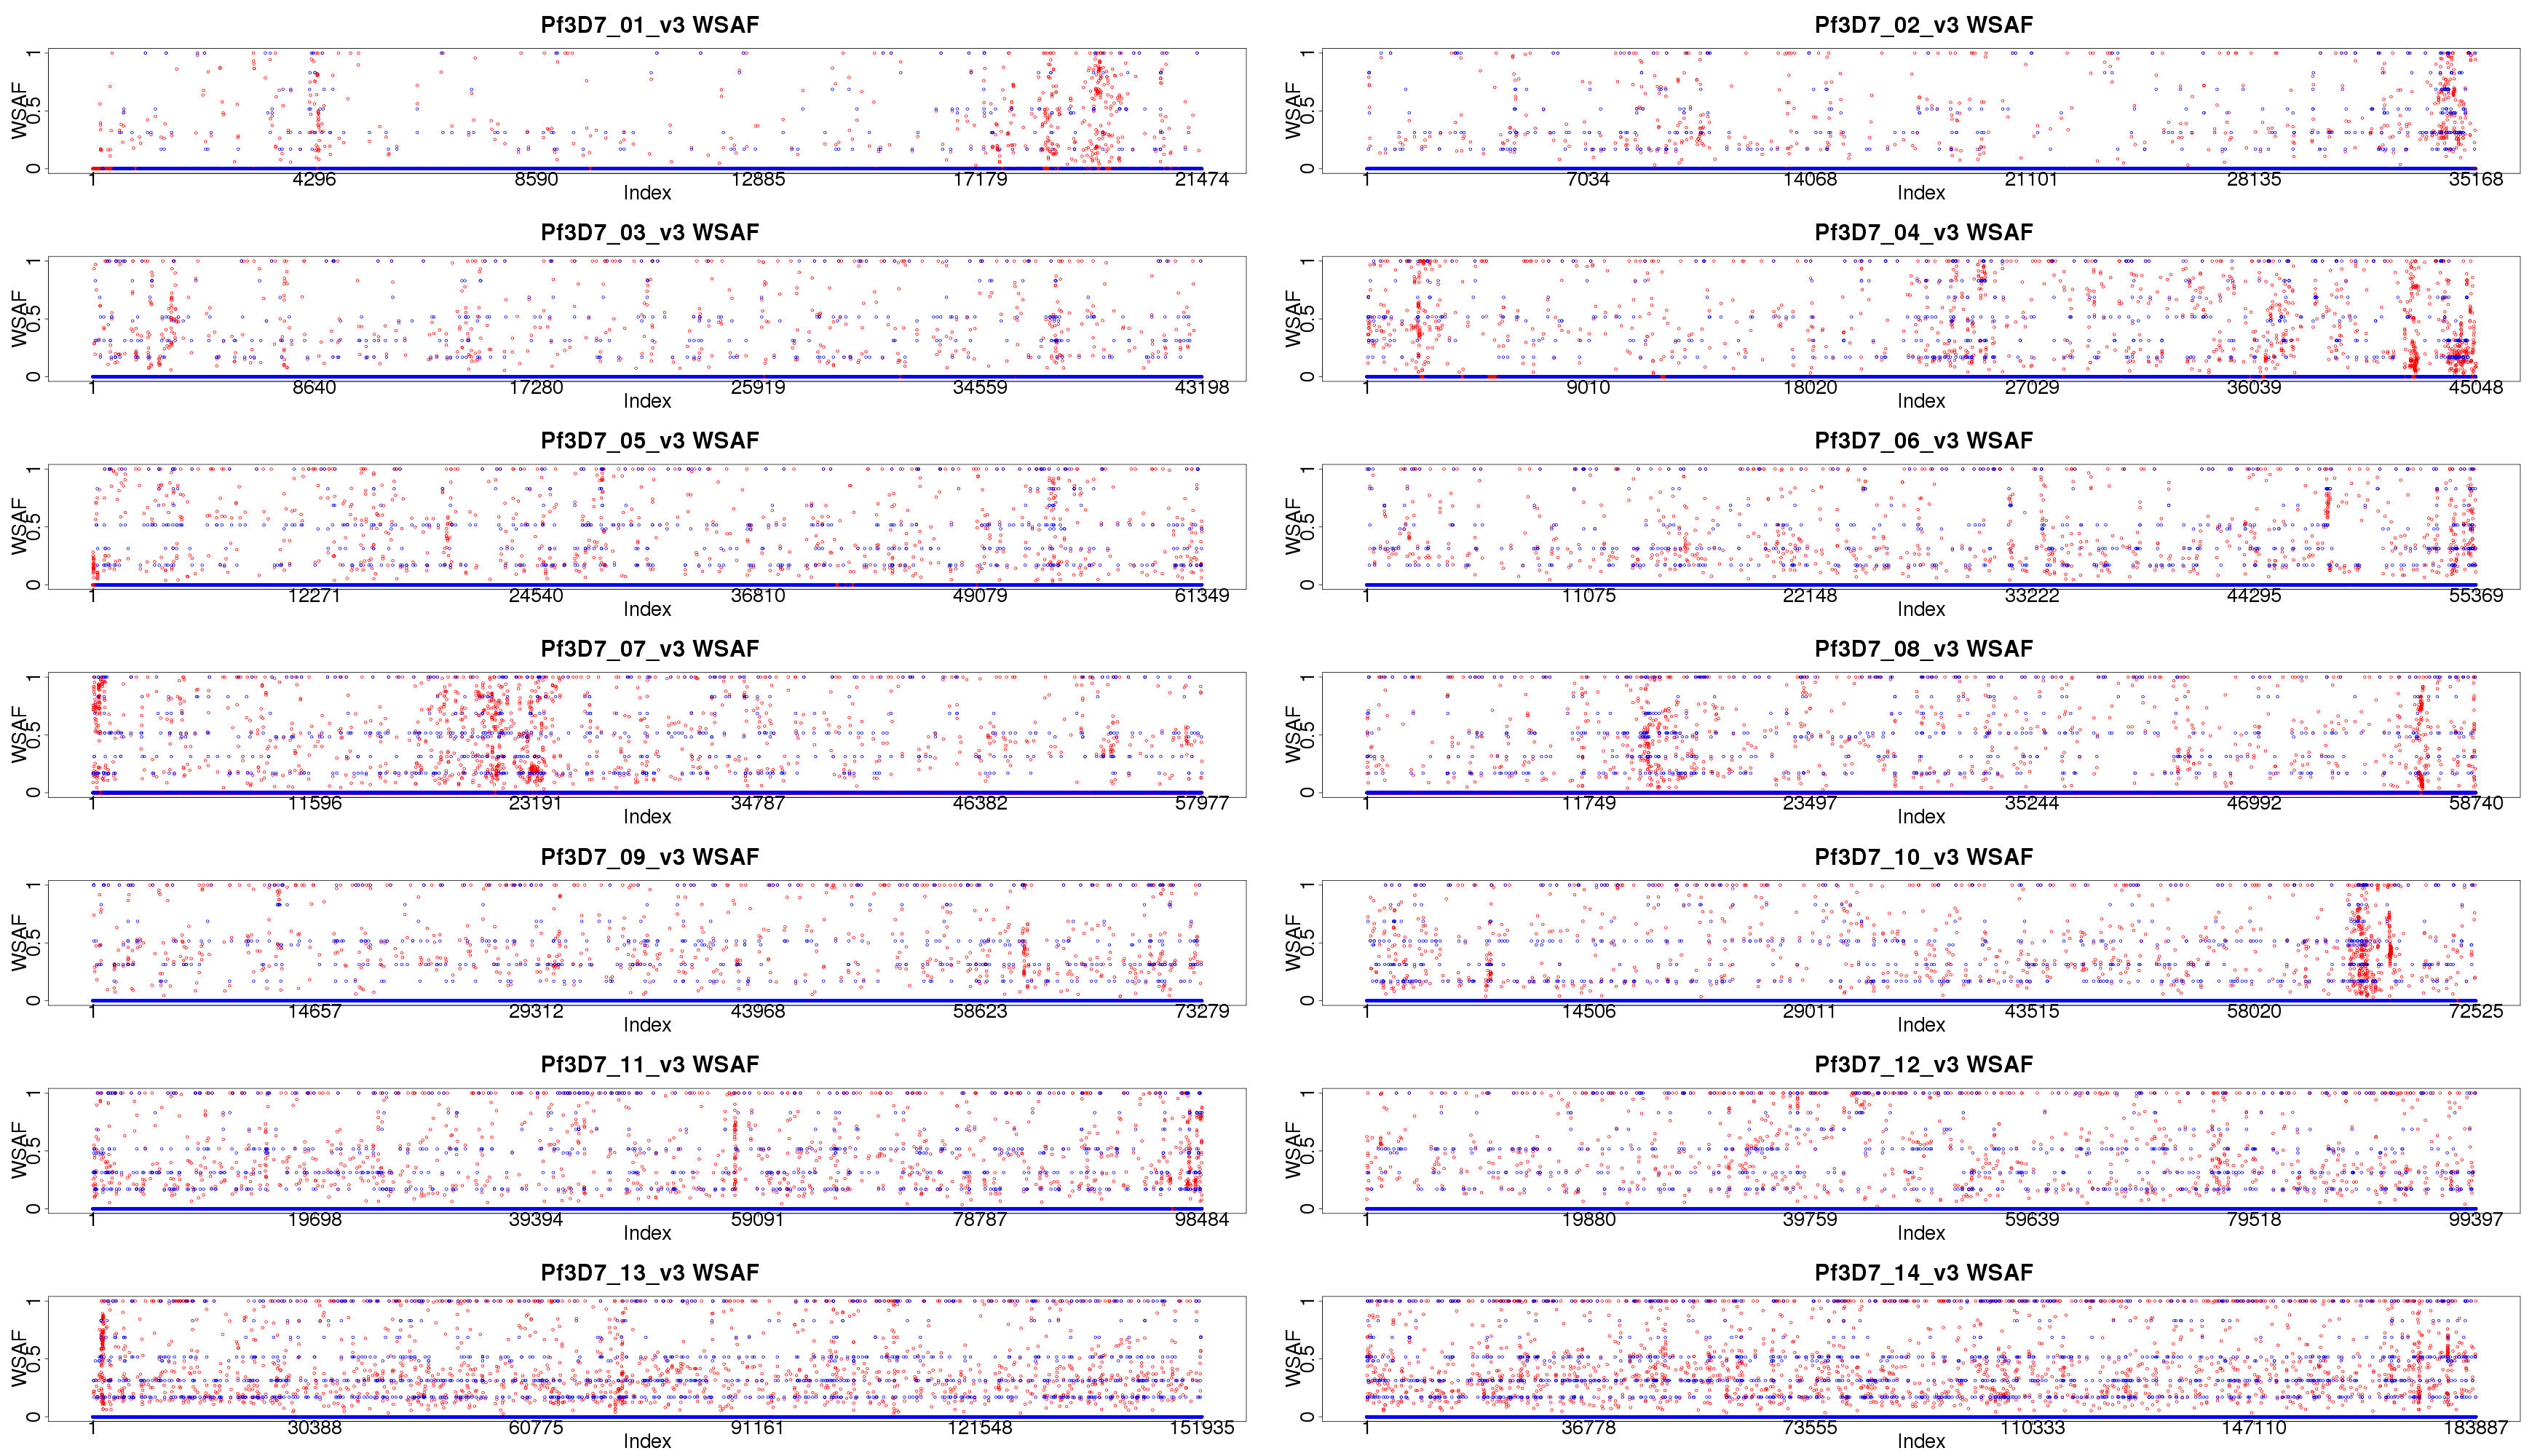 Pf3D7_01_v3 WSAF
WSAF
0 0.5 1
1 4296 8590 12885 17179 21474
Index
Pf3D7_02_v3 WSAF
WSAF
0 0.5 1
1 7034 14068 21101 28135 35168
Index
Pf3D7_03_v3 WSAF
WSAF
0 0.5 1
1 8640 17280 25919 34559 43198
Index
Pf3D7_04_v3 WSAF
WSAF
0 0.5 1
1 9010 18020 27029 36039 45048
Index
Pf3D7_05_v3 WSAF
WSAF
0 0.5 1
1 12271 24540 36810 49079 61349
Index
Pf3D7_06_v3 WSAF
WSAF
0 0.5 1
1 11075 22148 33222 44295 55369
Index
Pf3D7_07_v3 WSAF
WSAF
0 0.5 1
1 11596 23191 34787 46382 57977
Index
Pf3D7_08_v3 WSAF
WSAF
0 0.5 1
1 11749 23497 35244 46992 58740
Index
Pf3D7_09_v3 WSAF
WSAF
0 0.5 1
1 14657 29312 43968 58623 73279
Index
Pf3D7_10_v3 WSAF
WSAF
0 0.5 1
1 14506 29011 43515 58020 72525
Index
Pf3D7_11_v3 WSAF
WSAF
0 0.5 1
1 19698 39394 59091 78787 98484
Index
Pf3D7_12_v3 WSAF
WSAF
0 0.5 1
1 19880 39759 59639 79518 99397
Index
Pf3D7_13_v3 WSAF
WSAF
0 0.5 1
1 30388 60775 91161 121548 151935
Index
Pf3D7_14_v3 WSAF
WSAF
0 0.5 1
1 36778 73555 110333 147110 183887
Index